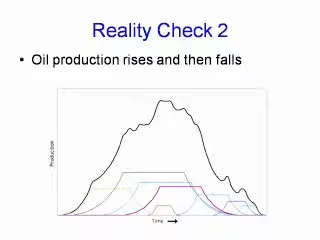 Reality Check 2
• Oil production rises and then falls
Production
Time